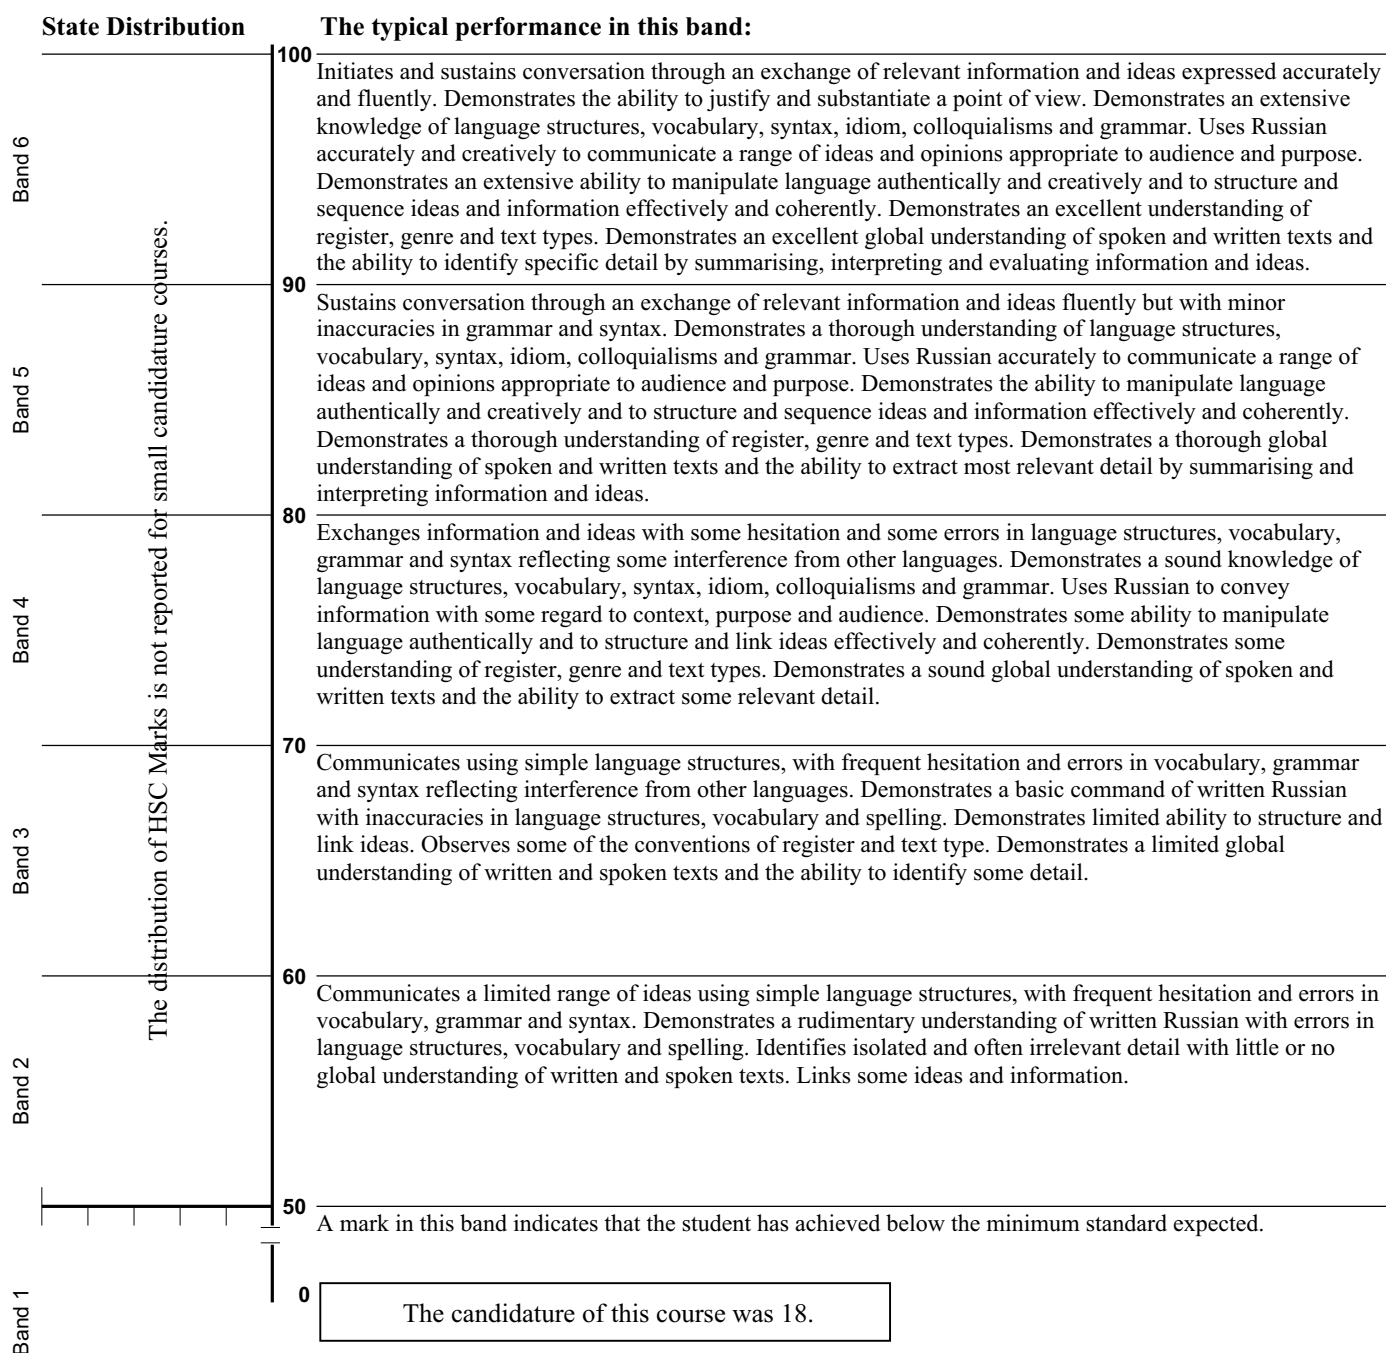 State Distribution
The typical performance in this band:
100
Band 6
Initiates and sustains conversation through an exchange of relevant information and ideas expressed accurately
and fluently. Demonstrates the ability to justify and substantiate a point of view. Demonstrates an extensive
knowledge of language structures, vocabulary, syntax, idiom, colloquialisms and grammar. Uses Russian
accurately and creatively to communicate a range of ideas and opinions appropriate to audience and purpose.
Demonstrates an extensive ability to manipulate language authentically and creatively and to structure and
sequence ideas and information effectively and coherently. Demonstrates an excellent understanding of
register, genre and text types. Demonstrates an excellent global understanding of spoken and written texts and
the ability to identify specific detail by summarising, interpreting and evaluating information and ideas.
90
Band 5
Sustains conversation through an exchange of relevant information and ideas fluently but with minor
inaccuracies in grammar and syntax. Demonstrates a thorough understanding of language structures,
vocabulary, syntax, idiom, colloquialisms and grammar. Uses Russian accurately to communicate a range of
ideas and opinions appropriate to audience and purpose. Demonstrates the ability to manipulate language
authentically and creatively and to structure and sequence ideas and information effectively and coherently.
Demonstrates a thorough understanding of register, genre and text types. Demonstrates a thorough global
understanding of spoken and written texts and the ability to extract most relevant detail by summarising and
interpreting information and ideas.
80
Band 4
Exchanges information and ideas with some hesitation and some errors in language structures, vocabulary,
grammar and syntax reflecting some interference from other languages. Demonstrates a sound knowledge of
language structures, vocabulary, syntax, idiom, colloquialisms and grammar. Uses Russian to convey
information with some regard to context, purpose and audience. Demonstrates some ability to manipulate
language authentically and to structure and link ideas effectively and coherently. Demonstrates some
understanding of register, genre and text types. Demonstrates a sound global understanding of spoken and
written texts and the ability to extract some relevant detail.
70
Band 3
Communicates using simple language structures, with frequent hesitation and errors in vocabulary, grammar
and syntax reflecting interference from other languages. Demonstrates a basic command of written Russian
with inaccuracies in language structures, vocabulary and spelling. Demonstrates limited ability to structure and
link ideas. Observes some of the conventions of register and text type. Demonstrates a limited global
understanding of written and spoken texts and the ability to identify some detail.
60
Band 2
Communicates a limited range of ideas using simple language structures, with frequent hesitation and errors in
vocabulary, grammar and syntax. Demonstrates a rudimentary understanding of written Russian with errors in
language structures, vocabulary and spelling. Identifies isolated and often irrelevant detail with little or no
global understanding of written and spoken texts. Links some ideas and information.
50
A mark in this band indicates that the student has achieved below the minimum standard expected.
0
Band 1
The candidature of this course was 18.
The distribution of HSC Marks is not reported for small candidature courses.